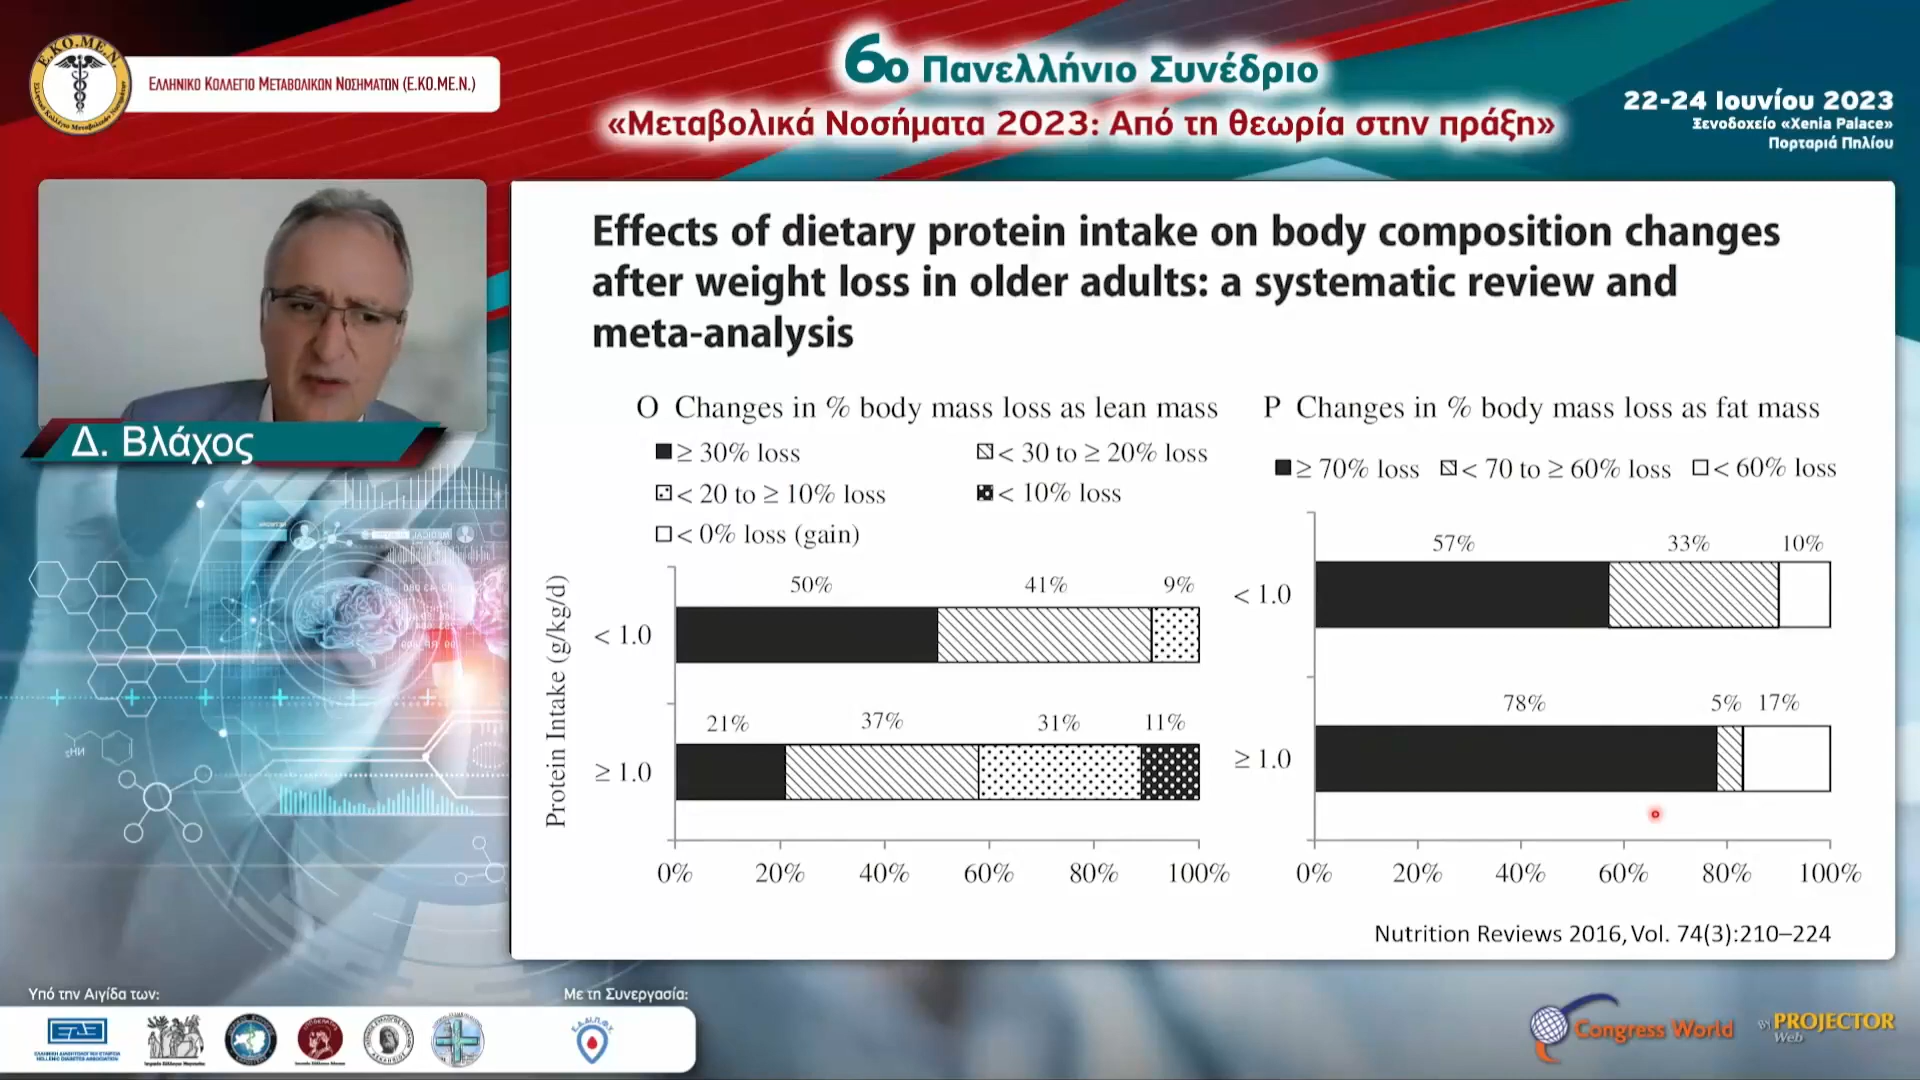 Ε.ΚΟ.ΜΕ.Ν.
ΕΛΛΗΝΙΚΟ ΚΟΛΛΕΓΙΟ ΜΕΤΑΒΟΛΙΚΩΝ ΝΟΣΗΜΑΤΩΝ (Ε.ΚΟ.ΜΕ.Ν.)
6ο Πανελλήνιο Συνέδριο
«Μεταβολικά Νοσήματα 2023: Από τη θεωρία στην πράξη»
22-24 Ιουνίου 2023
Ξενοδοχείο «Xenia Palace»
Πορταριά Πηλίου
Δ. Βλάχος
Effects of dietary protein intake on body composition changes
after weight loss in older adults: a systematic review and
meta-analysis
O Changes in % body mass loss as lean mass
≥ 30% loss < 30 to ≥ 20% loss
< 20 to ≥ 10% loss < 10% loss
< 0% loss (gain)
Protein Intake (g/kg/d)
50% 41% 9%
< 1.0
21% 37% 31% 11%
≥ 1.0
0% 20% 40% 60% 80% 100%
P Changes in % body mass loss as fat mass
≥ 70% loss < 70 to ≥ 60% loss < 60% loss
57% 33% 10%
< 1.0
78% 5% 17%
≥ 1.0
0% 20% 40% 60% 80% 100%
Nutrition Reviews 2016, Vol. 74(3):210–224
Υπό την Αιγίδα των:
Με τη Συνεργασία:
Congress World
BY PROJECTOR
Web